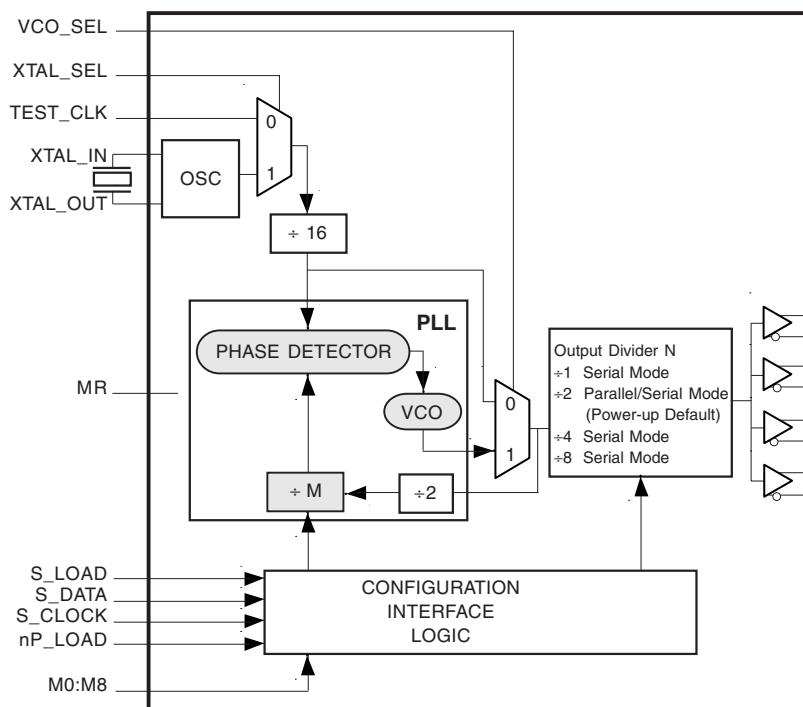 VCO_SEL
XTAL_SEL
TEST_CLK
0
XTAL_IN
OSC
1
XTAL_OUT
÷ 16
PLL
PHASE DETECTOR
Output Divider N
÷1 Serial Mode
÷2 Parallel/Serial Mode
(Power-up Default)
÷4 Serial Mode
÷8 Serial Mode
MR
VCO
0
1
÷ M
÷2
S_LOAD
S_DATA
S_CLOCK
nP_LOAD
CONFIGURATION
INTERFACE
LOGIC
M0:M8